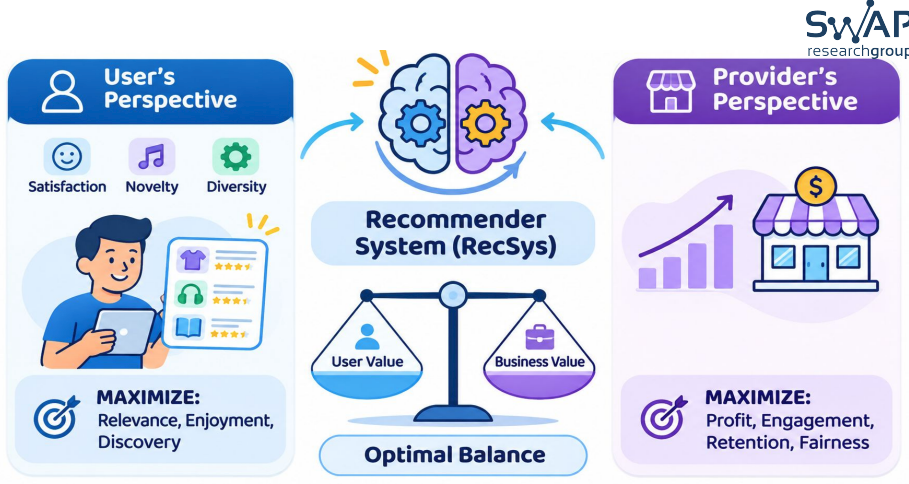 SWAP
researchgroup
User's
Perspective
Satisfaction
Novelty
Diversity
MAXIMIZE:
Relevance, Enjoyment,
Discovery
Recommender
System (RecSys)
User Value
Business Value
Optimal Balance
Provider's
Perspective
$
MAXIMIZE:
Profit, Engagement,
Retention, Fairness